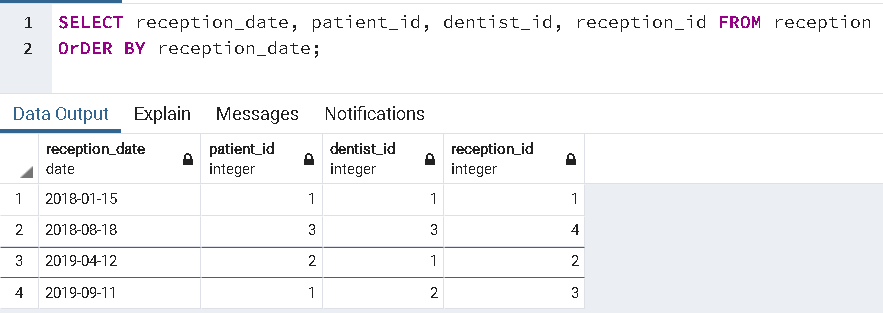 1 SELECT reception_date, patient_id, dentist_id, reception_id FROM reception
2 OrDER BY reception_date;
Data Output Explain Messages Notifications
reception_date patient_id dentist_id reception_id
date integer integer integer
1 2018-01-15 1 1 1
2 2018-08-18 3 3 4
3 2019-04-12 2 1 2
4 2019-09-11 1 2 3